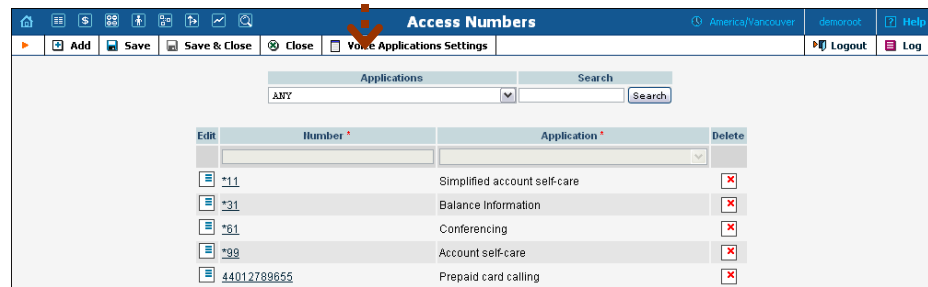 Access Numbers America/Vancouver demoroot ? Help
Add Save Save & Close Close Voice Applications Settings Logout Log
Applications Search
ANY Search
Edit Number * Application * Delete
*11 Simplified account self-care
*31 Balance Information
*61 Conferencing
*99 Account self-care
44012789655 Prepaid card calling